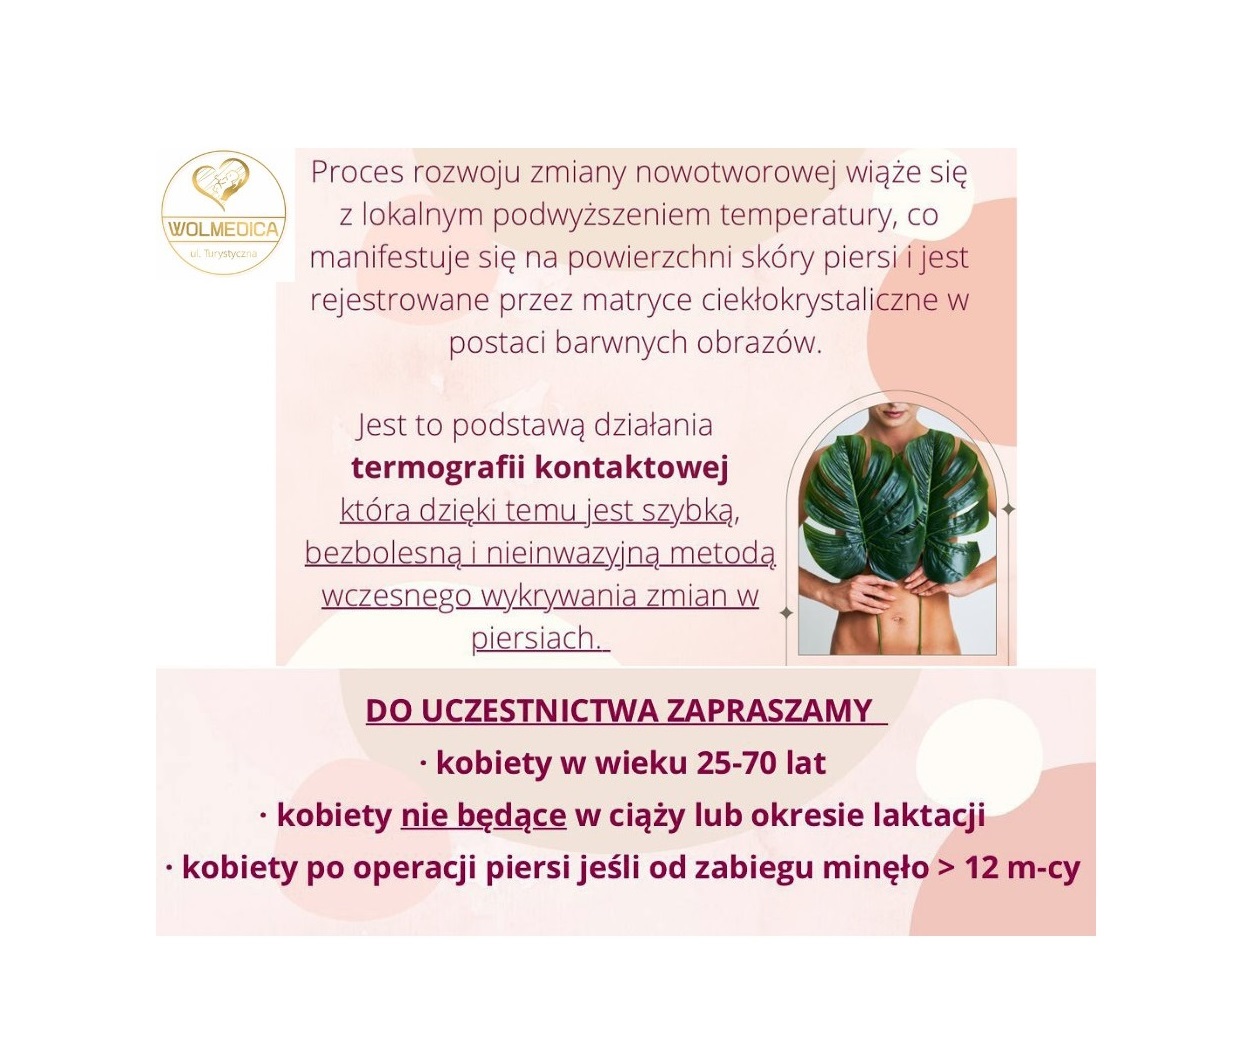 WOLMEDICA
ul. Turystyczna
Proces rozwoju zmiany nowotworowej wiąże się
z lokalnym podwyższeniem temperatury, co
manifestuje się na powierzchni skóry piersi i jest
rejestrowane przez matryce ciekłokrystaliczne w
postaci barwnych obrazów.
Jest to podstawą działania
termografii kontaktowej
która dzięki temu jest szybką,
bezbolesną i nieinwazyjną metodą
wczesnego wykrywania zmian w
piersiach.
DO UCZESTNICTWA ZAPRASZAMY
· kobiety w wieku 25-70 lat
· kobiety nie będące w ciąży lub okresie laktacji
· kobiety po operacji piersi jeśli od zabiegu minęło > 12 m-cy